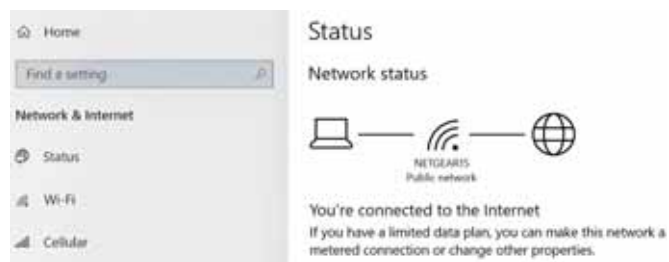 Home
Find a setting
Network & Internet
Status
Wi-Fi
Cellular
Status
Network status
NETGEAR15
Public network
You're connected to the Internet
If you have a limited data plan, you can make this network a
metered connection or change other properties.